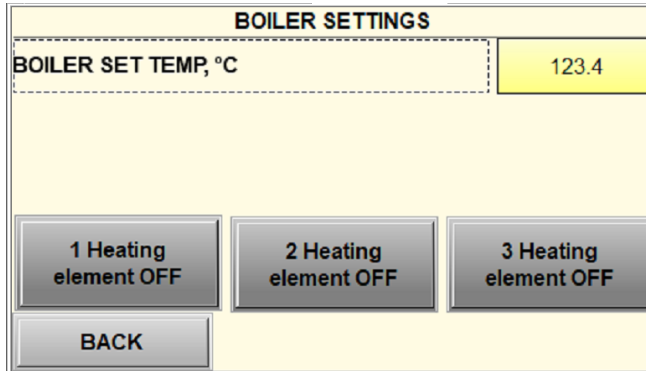 BOILER SETTINGS
BOILER SET TEMP, ºC
123.4
1 Heating
element OFF
2 Heating
element OFF
3 Heating
element OFF
BACK